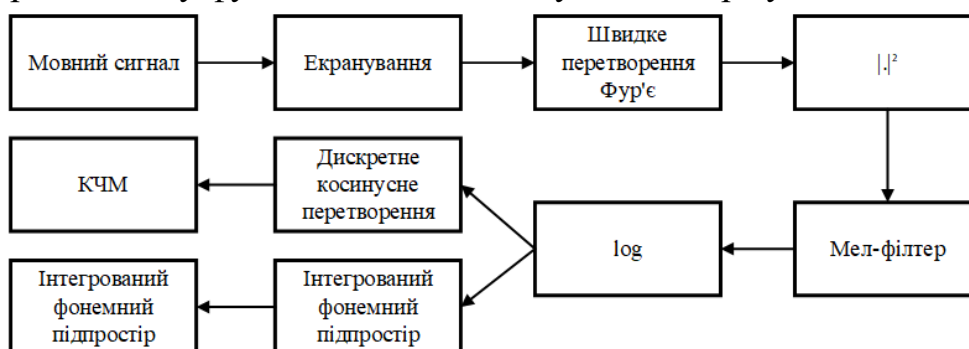 Мовний сигнал
Екранування
Швидке
перетворення
Фур'є
|.|²
КЧМ
Дискретне
косинусне
перетворення
log
Мел-філтер
Інтегрований
фонемний
підпростір
Інтегрований
фонемний
підпростір